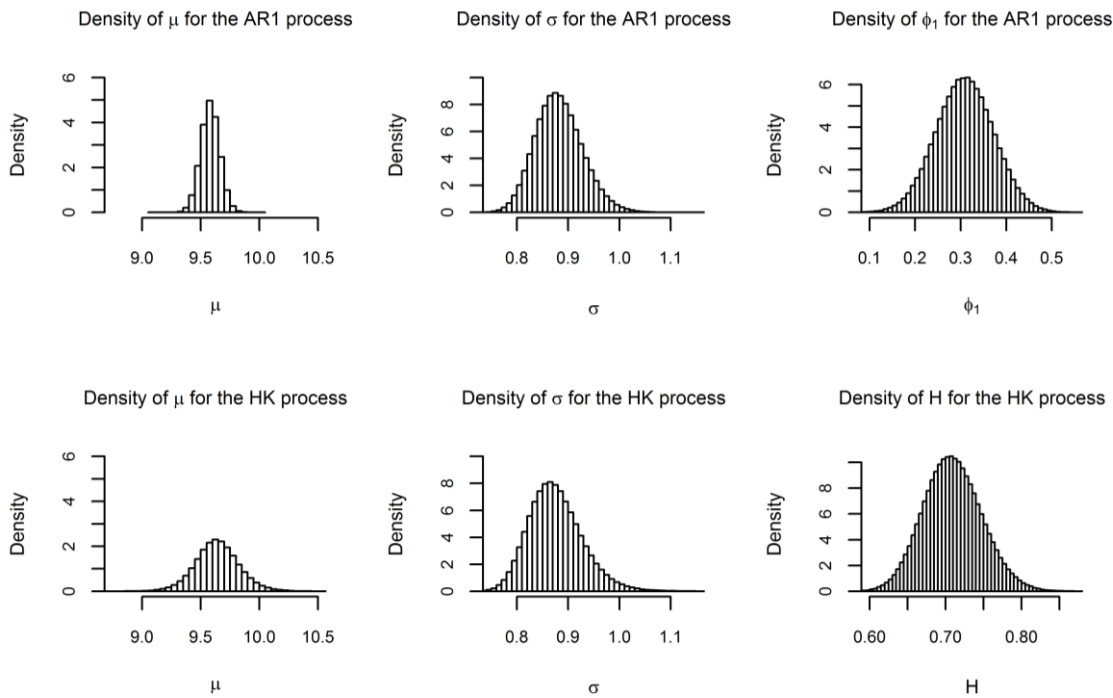 Density of μ for the AR1 process
Density
6
4
2
0
9.0 9.5 10.0 10.5
μ
Density of σ for the AR1 process
Density
8
6
4
2
0
0.8 0.9 1.0 1.1
σ
Density of ϕ₁ for the AR1 process
Density
6
4
2
0
0.1 0.2 0.3 0.4 0.5
ϕ₁
Density of μ for the HK process
Density
6
4
2
0
9.0 9.5 10.0 10.5
μ
Density of σ for the HK process
Density
8
6
4
2
0
0.8 0.9 1.0 1.1
σ
Density of H for the HK process
Density
8
6
4
2
0
0.60 0.70 0.80
H